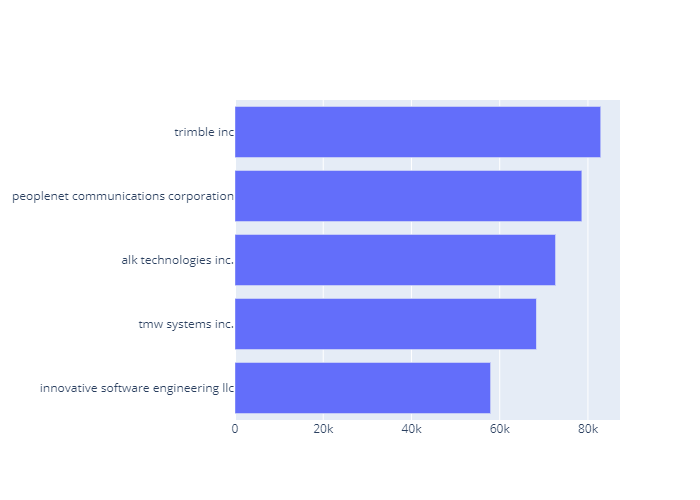 trimble inc
peoplenet communications corporation
alk technologies inc.
tmw systems inc.
innovative software engineering llc
0 20k 40k 60k 80k